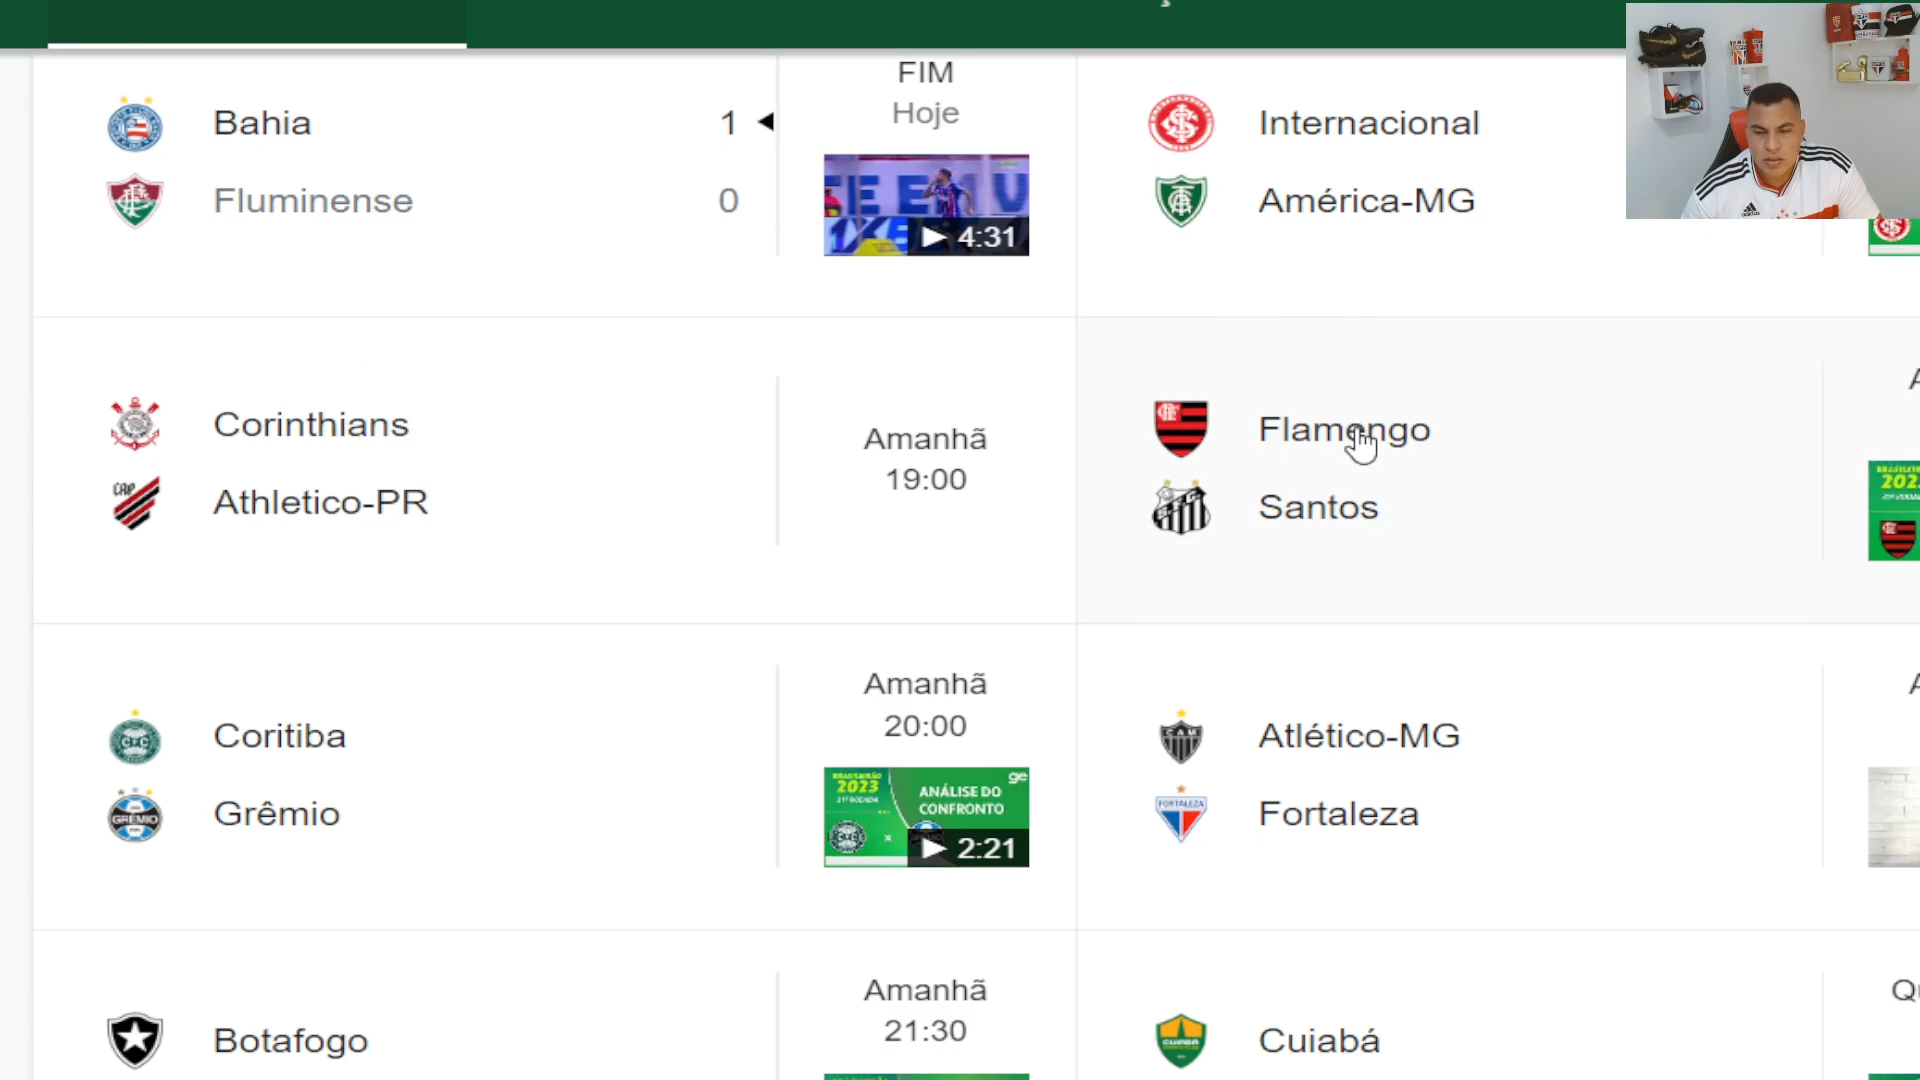 FIM
Hoje
Bahia 1
Fluminense 0
4:31
Internacional
América-MG
Corinthians
Athletico-PR
Amanhã
19:00
Flamengo
Santos
Coritiba
Grêmio
Amanhã
20:00
BRASILEIRÃO
2023
ge
ANÁLISE DO
CONFRONTO
2:21
Atlético-MG
Fortaleza
Botafogo
Amanhã
21:30
Cuiabá